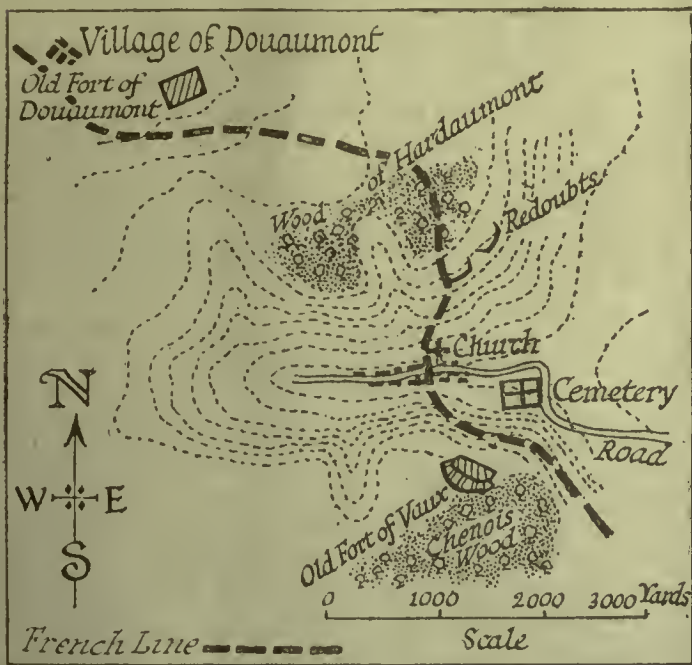 Village of Douaumont
Old Fort of
Douaumont
Wood of Hardaumont
Redoubts
Church
Cemetery
Road
N
W E
S
Old Fort of Vaux
Chenois
Wood
0 1000 2000 3000 Yards
Scale
French Line